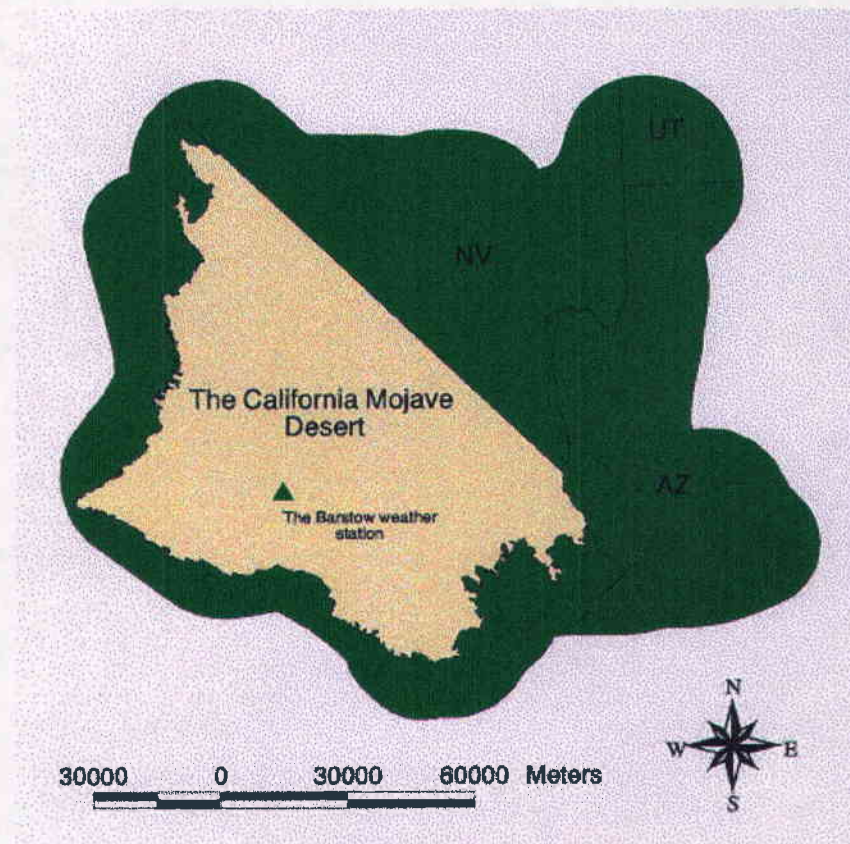 UT
NV
The California Mojave
Desert
AZ
The Barstow weather
station
N
W E
S
30000 0 30000 60000 Meters